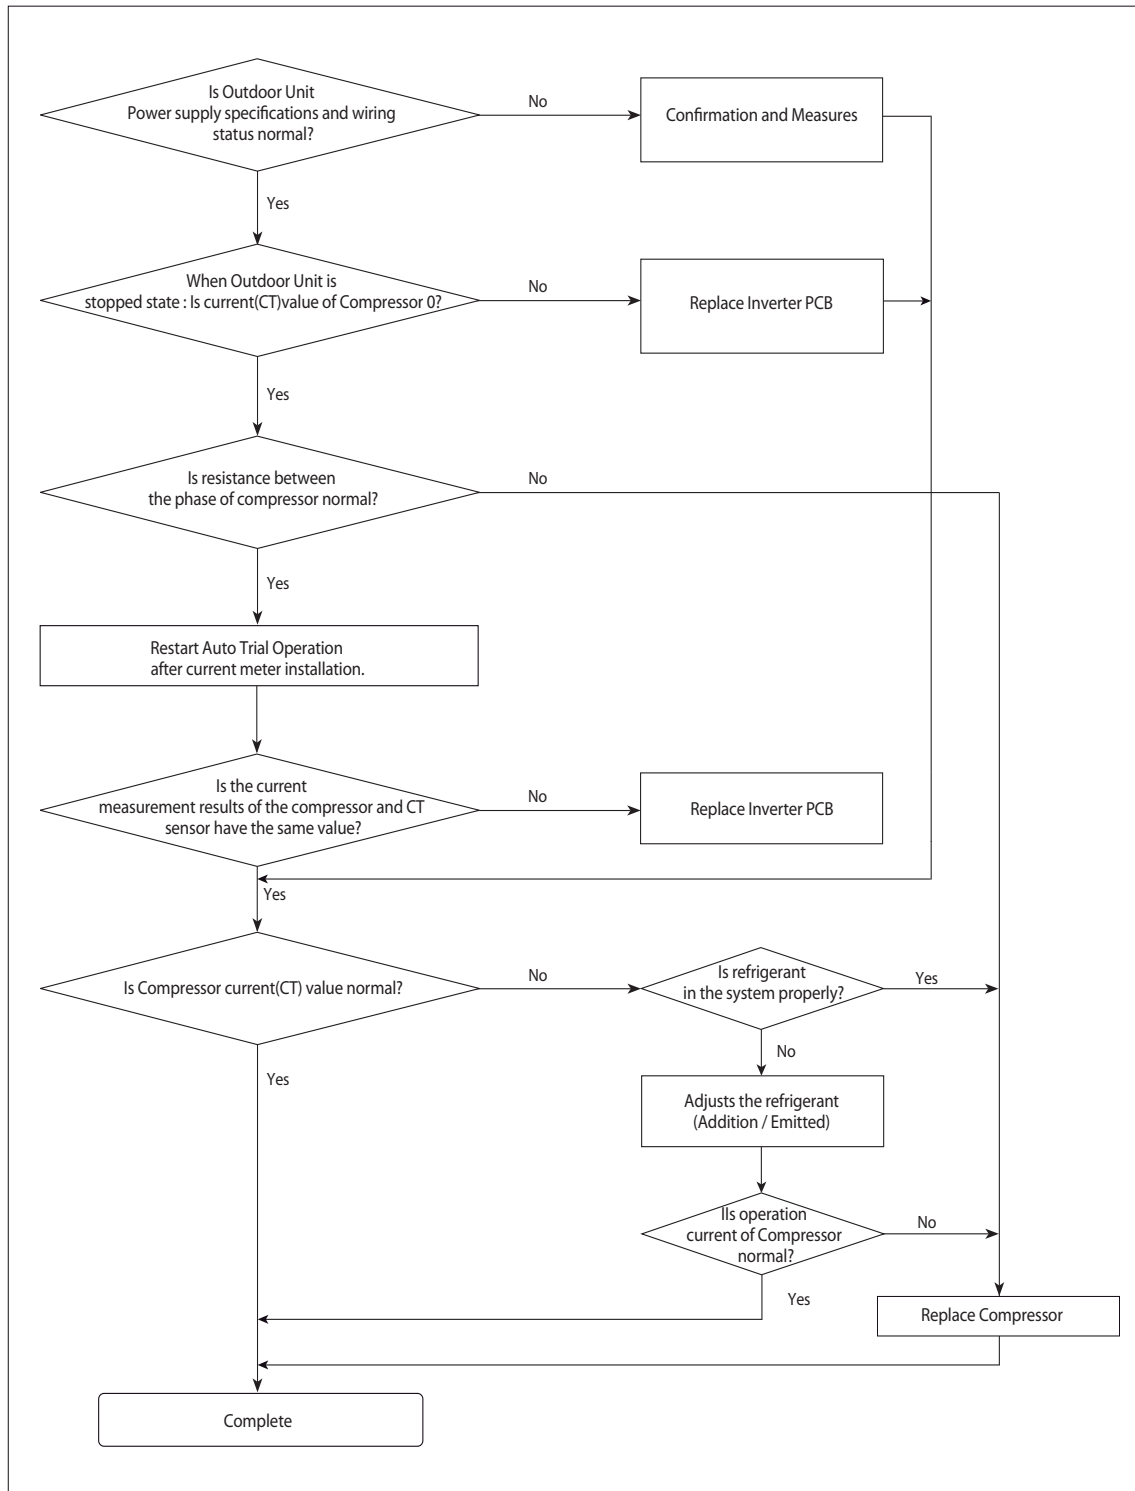 Is Outdoor Unit
Power supply specifications and wiring
status normal?
No
Confirmation and Measures
Yes
When Outdoor Unit is
stopped state : Is current(CT)value of Compressor 0?
No
Replace Inverter PCB
Yes
Is resistance between
the phase of compressor normal?
No
Yes
Restart Auto Trial Operation
after current meter installation.
Is the current
measurement results of the compressor and CT
sensor have the same value?
No
Replace Inverter PCB
Yes
Is Compressor current(CT) value normal?
No
Is refrigerant
in the system properly?
Yes
No
Yes
Adjusts the refrigerant
(Addition / Emitted)
IIs operation
current of Compressor
normal?
No
Yes
Replace Compressor
Complete